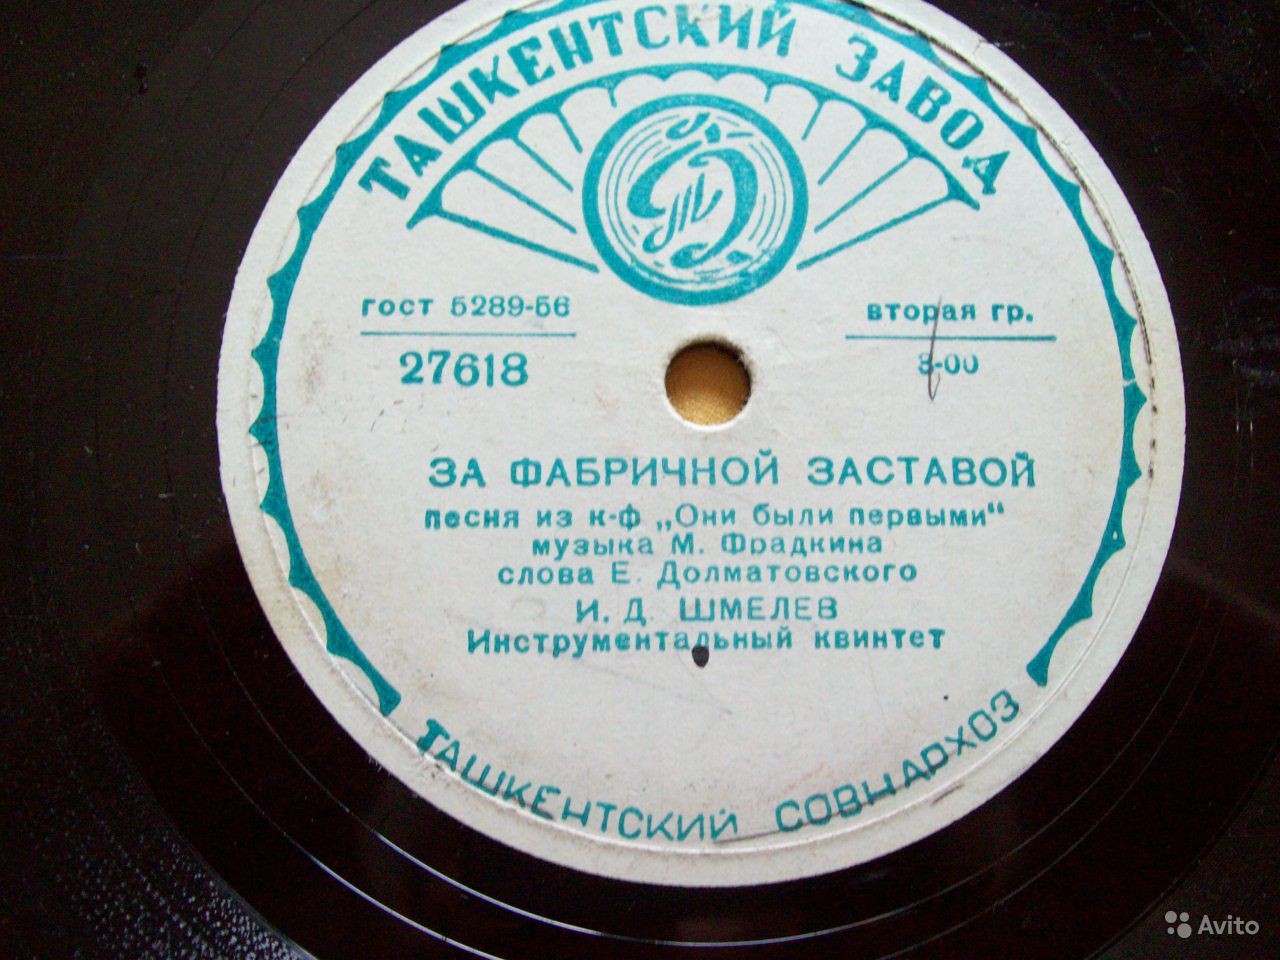 ТАШКЕНТСКИЙ ЗАВОД
гост 5289-56
вторая гр.
27618
3-00
ЗА ФАБРИЧНОЙ ЗАСТАВОЙ
песня из к-ф „Они были первыми“
музыка М. Фрадкина
слова Е. Долматовского
И. Д. ШМЕЛЕВ
Инструментальный квинтет
ТАШКЕНТСКИЙ СОВНАРХОЗ
Avito